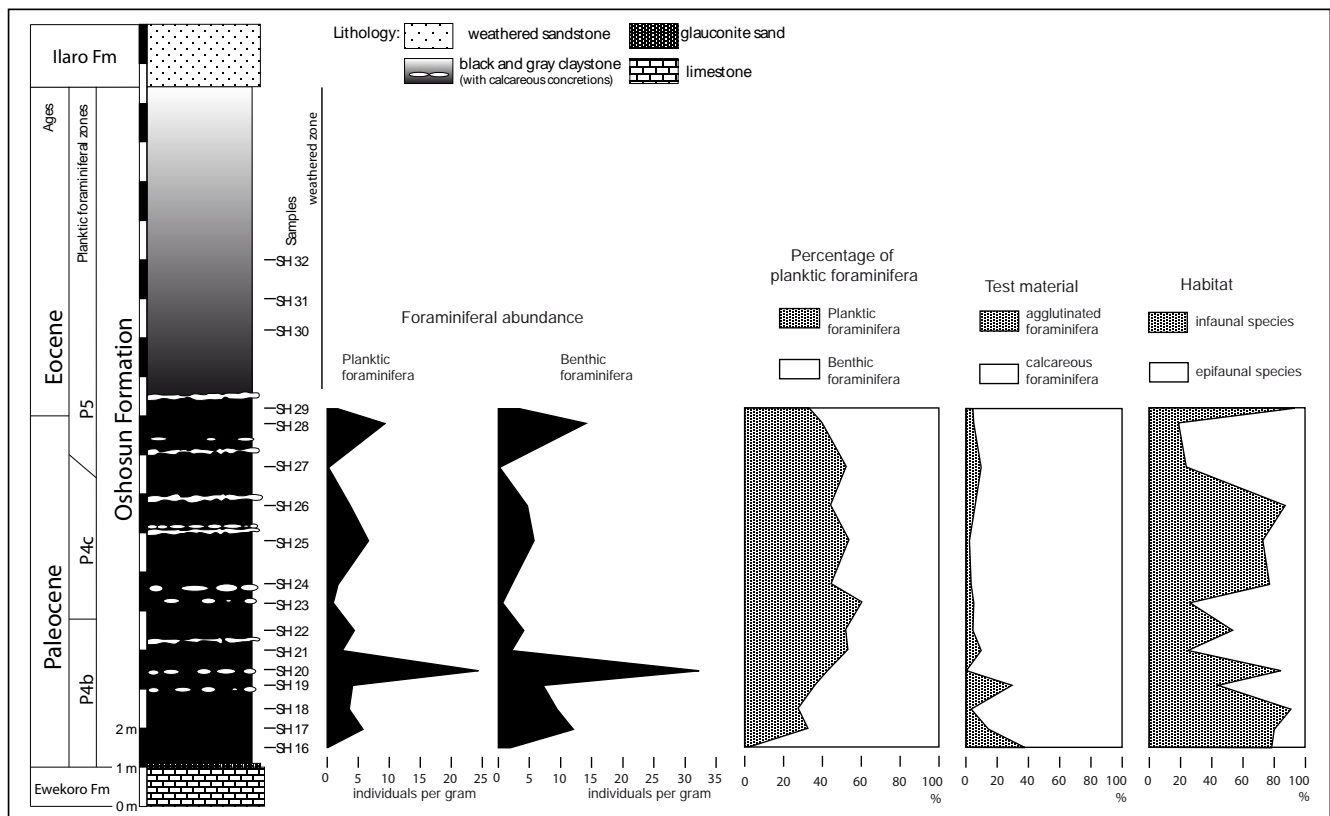 Lithology:
weathered sandstone
glauconite sand
black and gray claystone
(with calcareous concretions)
limestone
Ilaro Fm
Ages
Planktic foraminiferal zones
Eocene
Paleocene
P5
P4c
P4b
Oshosun Formation
Ewekoro Fm
2 m
1 m
0 m
Samples
weathered zone
SH 32
SH 31
SH 30
SH 29
SH 28
SH 27
SH 26
SH 25
SH 24
SH 23
SH 22
SH 21
SH 20
SH 19
SH 18
SH 17
SH 16
Foraminiferal abundance
Planktic
foraminifera
0 5 10 15 20 25
individuals per gram
Benthic
foraminifera
0 5 10 15 20 25 30 35
individuals per gram
Percentage of
planktic foraminifera
Planktic
foraminifera
Benthic
foraminifera
0 20 40 60 80 100
%
Test material
agglutinated
foraminifera
calcareous
foraminifera
0 20 40 60 80 100
%
Habitat
infaunal species
epifaunal species
0 20 40 60 80 100
%